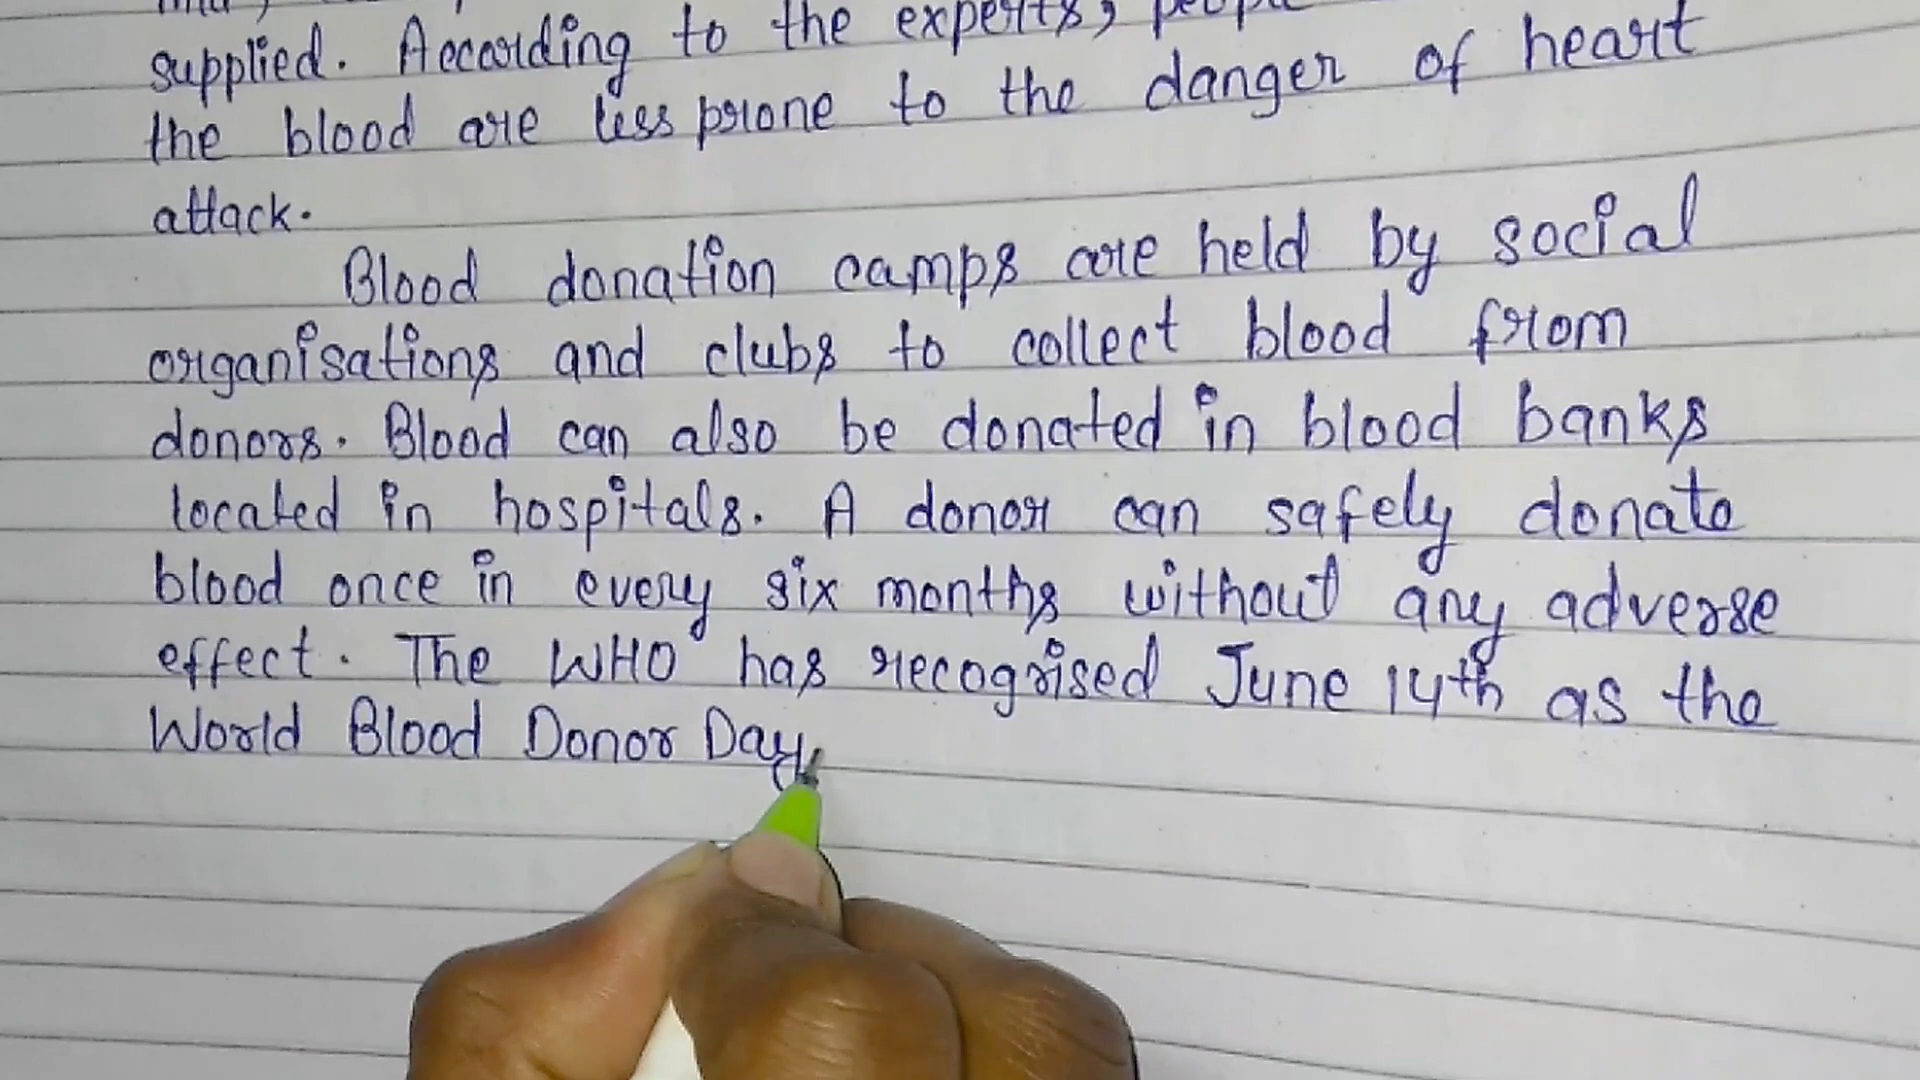 supplied. According to the experts, people
the blood are less prone to the danger of heart
attack.
Blood donation camps are held by social
organisations and clubs to collect blood from
donors. Blood can also be donated in blood banks
located in hospitals. A donor can safely donate
blood once in every six months without any adverse
effect. The WHO has recognised June 14th as the
World Blood Donor Day.